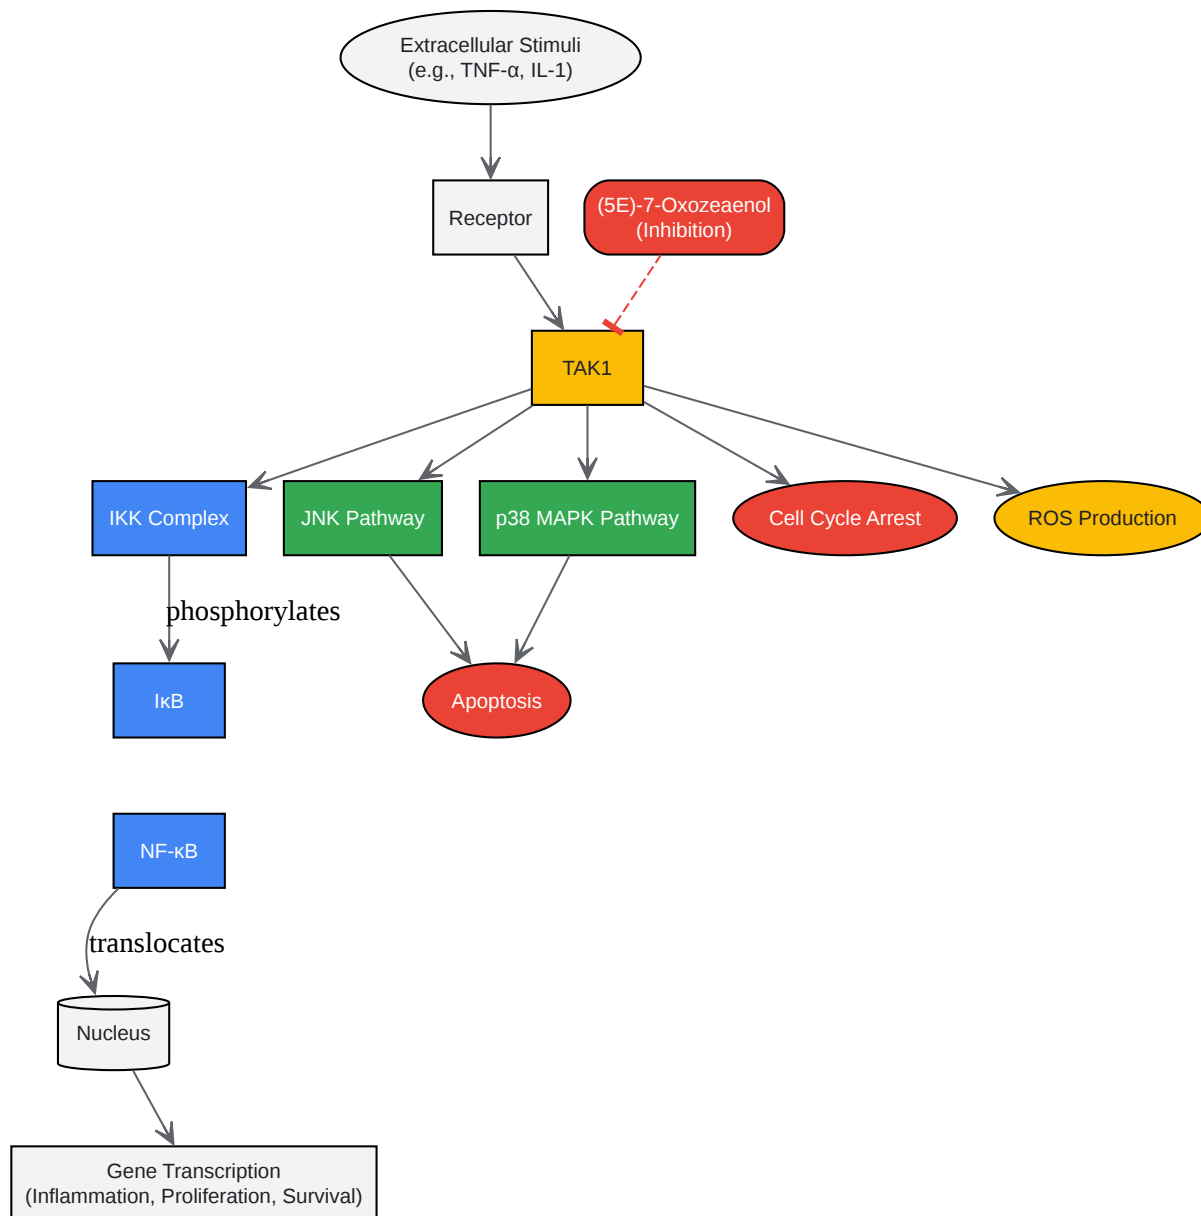 Extracellular Stimuli
(e.g., TNF-α, IL-1)
Receptor
(5E)-7-Oxozeaenol
(Inhibition)
TAK1
IKK Complex
JNK Pathway
p38 MAPK Pathway
Cell Cycle Arrest
ROS Production
phosphorylates
IκB
Apoptosis
NF-κB
translocates
Nucleus
Gene Transcription
(Inflammation, Proliferation, Survival)